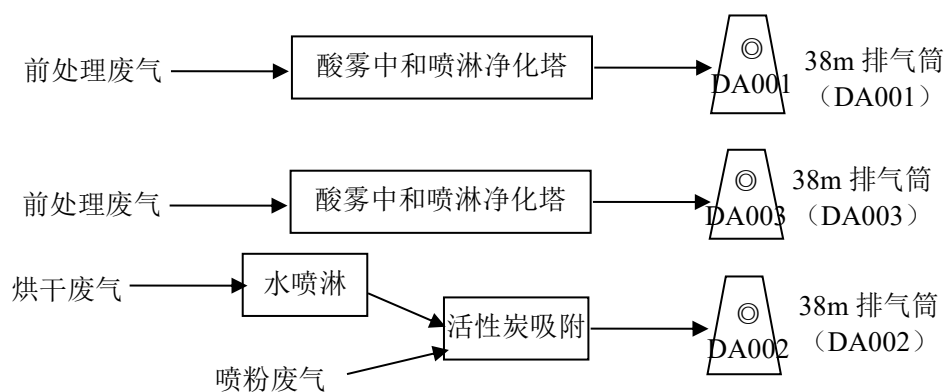 前处理废气
酸雾中和喷淋净化塔
◎
DA001
38m 排气筒
（DA001）
前处理废气
酸雾中和喷淋净化塔
◎
DA003
38m 排气筒
（DA003）
烘干废气
水喷淋
活性炭吸附
喷粉废气
◎
DA002
38m 排气筒
（DA002）